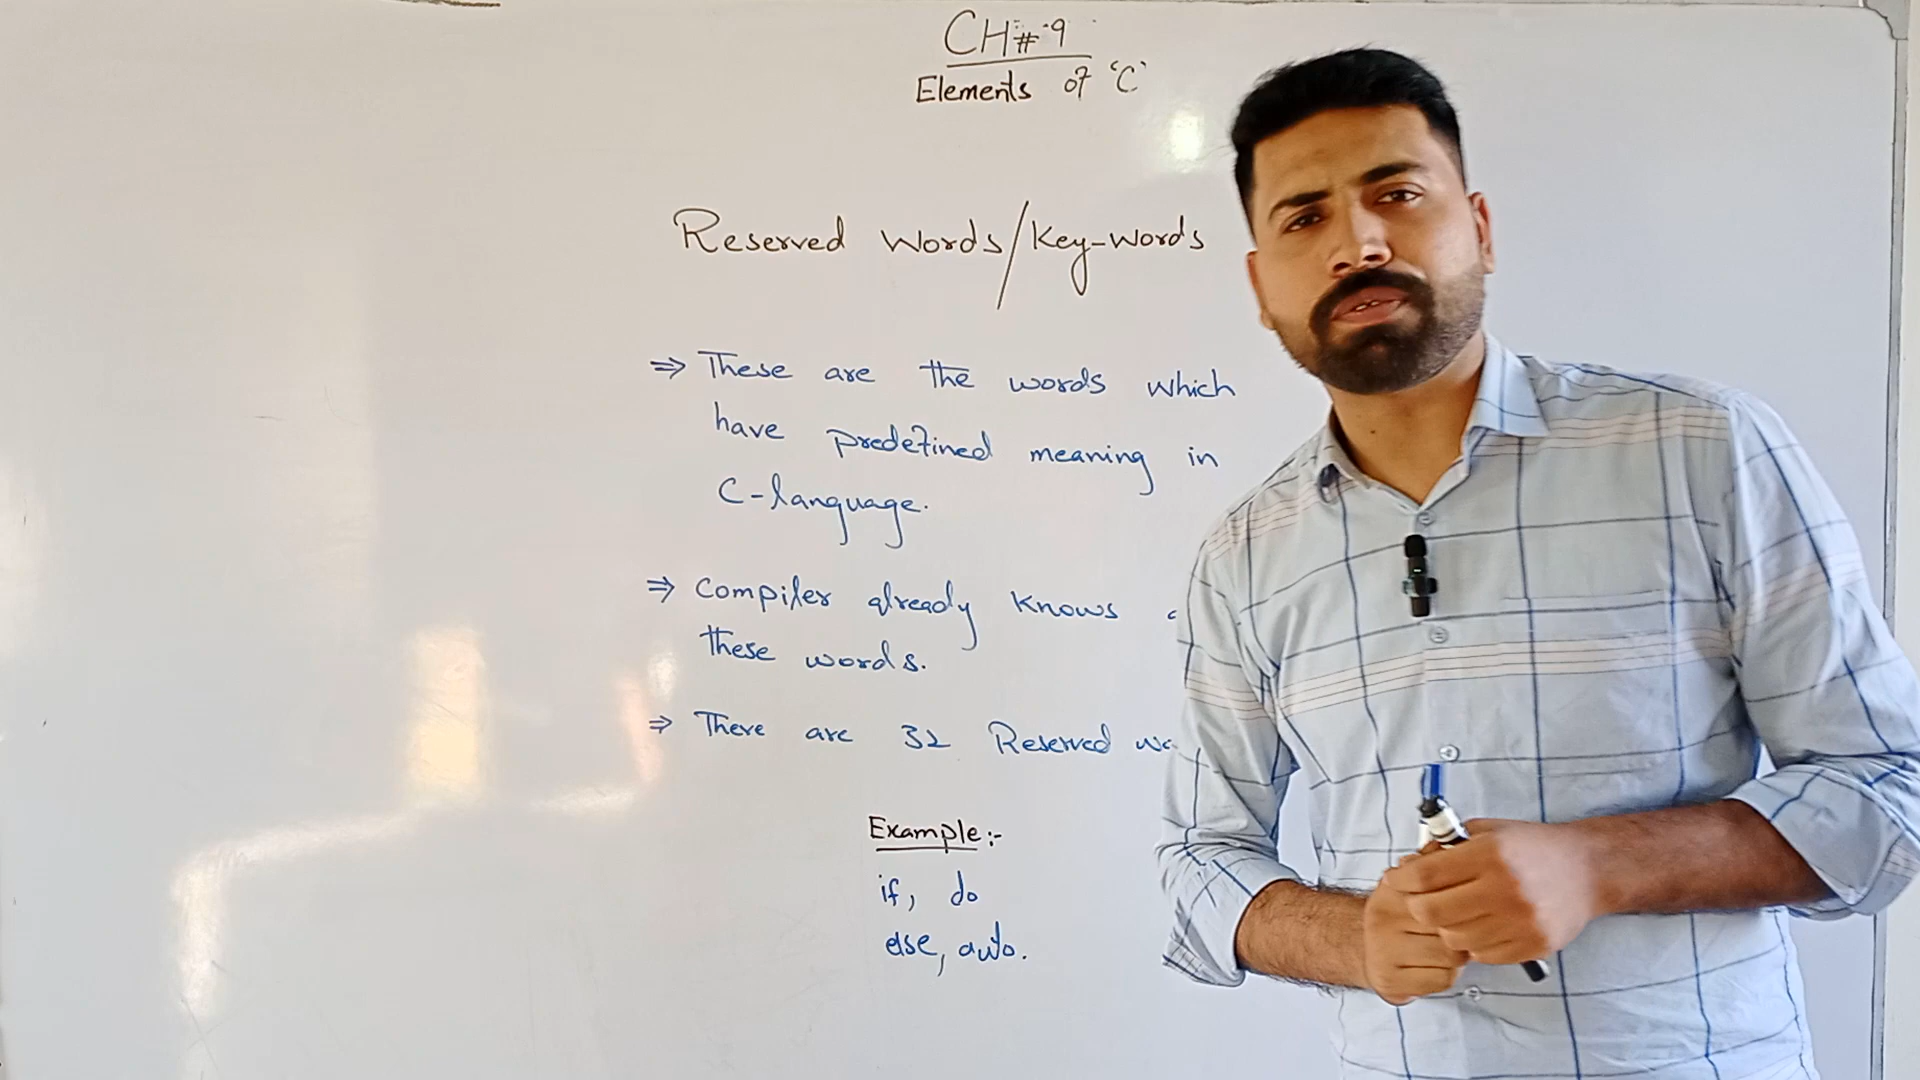 CH# 9
Elements of 'C'
Reserved Words/Key-words
⇒ These are the words which
have predefined meaning in
C-language.
⇒ Compiler already knows
these words.
⇒ There are 32 Reserved
Example:-
if, do
else, auto.